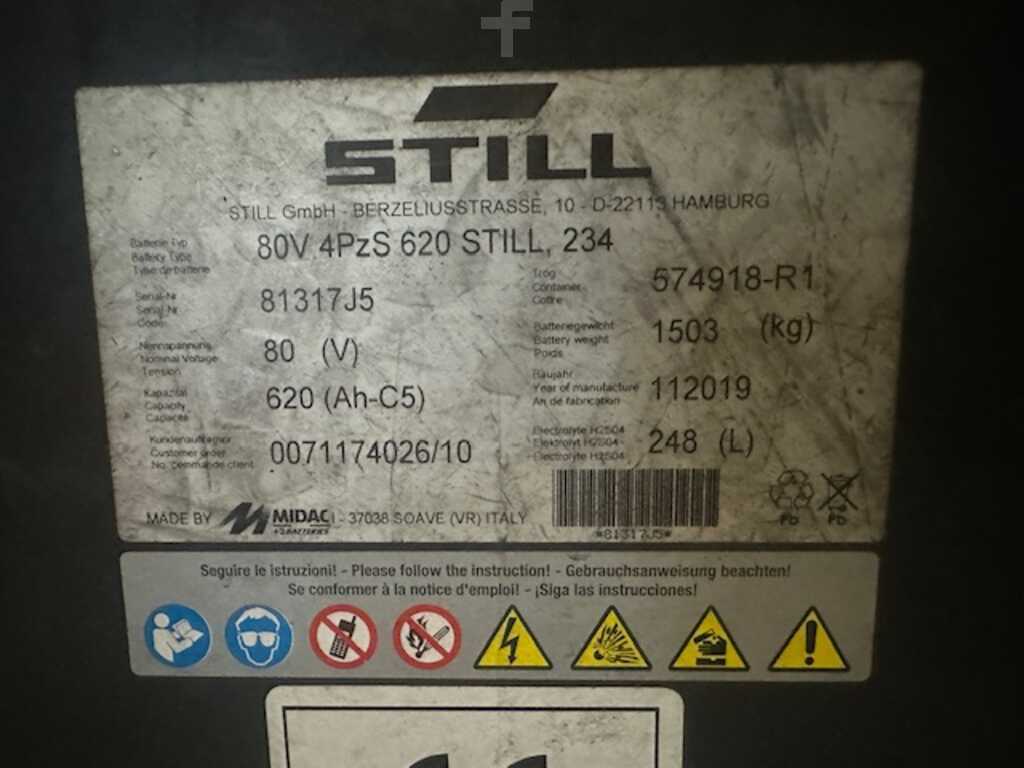 f
STILL
STILL GmbH - BERZELIUSSTRASSE, 10 - D-22113 HAMBURG
Batterie Typ
Battery Type
Type de batterie
80V 4PzS 620 STILL, 234
Serial-Nr
Serial Nr
Code
81317J5
Nennspannung
Nominal Voltage
Tension
80 (V)
Kapazität
Capacity
Capacité
620 (Ah-C5)
Kundenauftragsnr
Customer order
No. commande client
0071174026/10
Trog
Container
Coffre
574918-R1
Batteriegewicht
Battery weight
Poids
1503 (kg)
Baujahr
Year of manufacture
An de fabrication
112019
Electrolyte H2SO4
Elektrolyt H2SO4
Electrolyte H2SO4
248 (L)
MADE BY MIDAC BATTERIES I - 37038 SOAVE (VR) ITALY
*81317J5*
Pb Pb
Seguire le istruzioni! - Please follow the instruction! - Gebrauchsanweisung beachten!
Se conformer à la notice d'emploi! - ¡Siga las instrucciones!